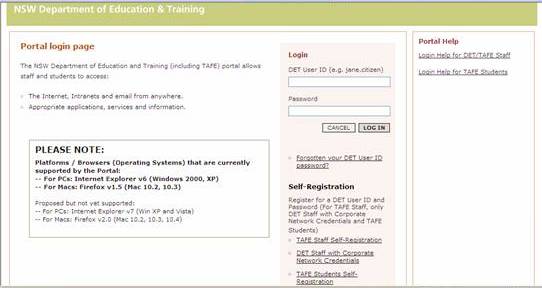 NSW Department of Education & Training
Portal login page
The NSW Department of Education and Training (including TAFE) portal allows
staff and students to access:
The Internet, Intranets and email from anywhere.
Appropriate applications, services and information.
PLEASE NOTE:
Platforms / Browsers (Operating Systems) that are currently
supported by the Portal:
-- For PCs: Internet Explorer v6 (Windows 2000, XP)
-- For Macs: Firefox v1.5 (Mac 10.2, 10.3)
Proposed but not yet supported:
-- For PCs: Internet Explorer v7 (Win XP and Vista)
-- For Macs: Firefox v2.0 (Mac 10.2, 10.3, 10.4)
Login
DET User ID (e.g. jane.citizen)
Password
CANCEL LOG IN
Forgotten your DET User ID
password?
Self-Registration
Register for a DET User ID and
Password (For TAFE Staff, only
DET Staff with Corporate
Network Credentials and TAFE
Students)
TAFE Staff Self-Registration
DET Staff with Corporate
Network Credentials
TAFE Students Self-
Registration
Portal Help
Login Help for DET/TAFE Staff
Login Help for TAFE Students